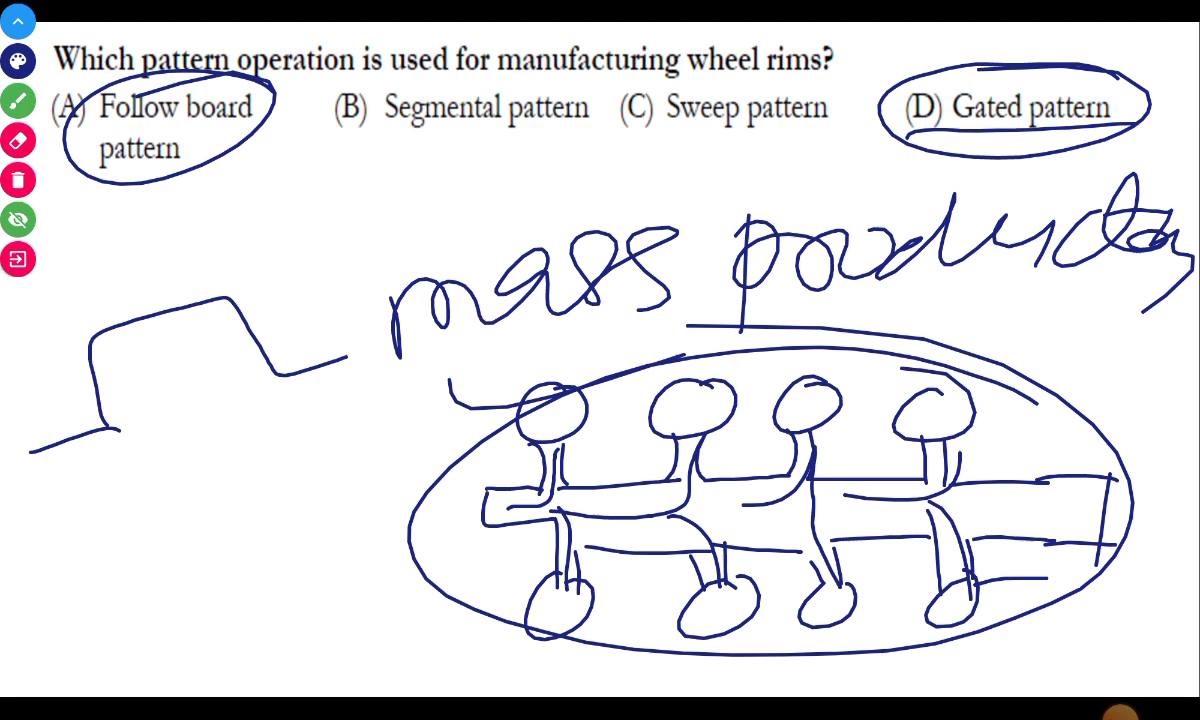 Which pattern operation is used for manufacturing wheel rims?
(A) Follow board pattern (B) Segmental pattern (C) Sweep pattern (D) Gated pattern
mass production